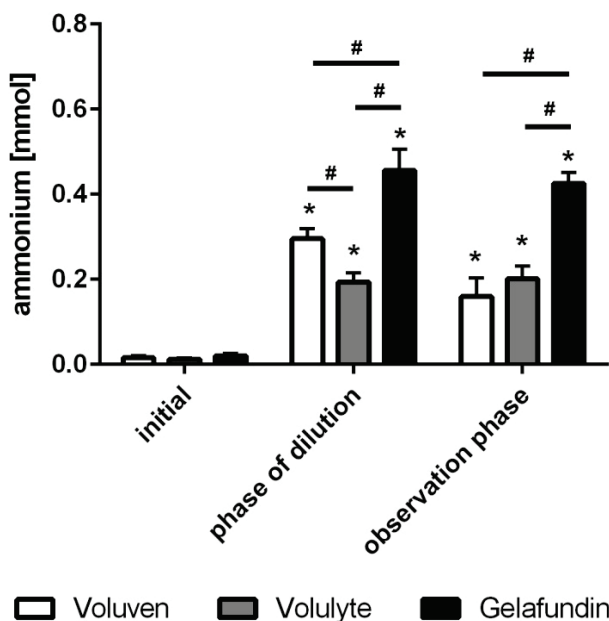 ammonium [mmol]
0.8
0.6
0.4
0.2
0.0
#
#
#
#
#
*
*
*
*
*
*
initial
phase of dilution
observation phase
Voluven
Volulyte
Gelafundin